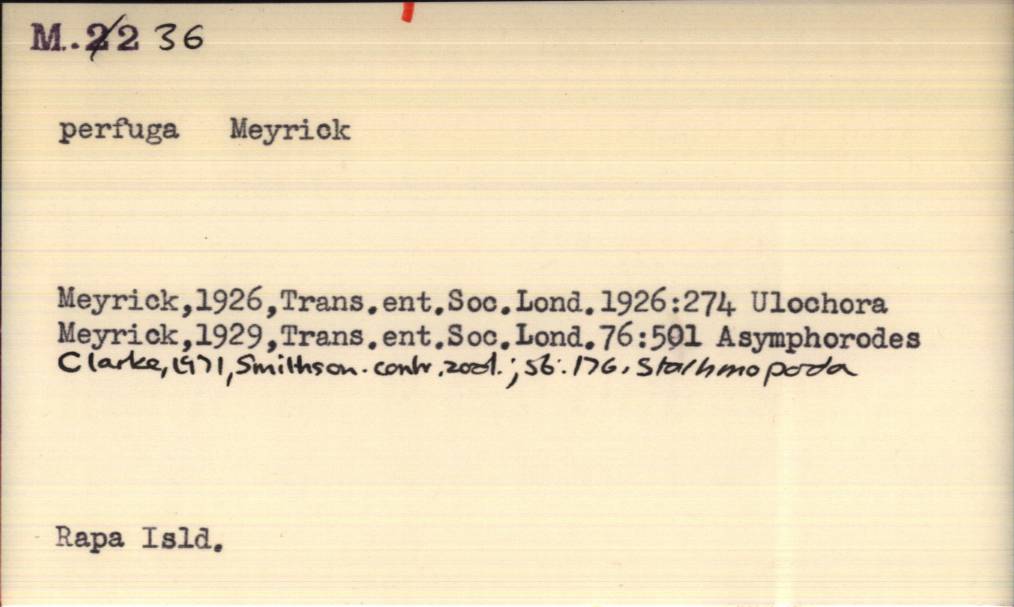 M.22 36
perfuga Meyrick
Meyrick,1926,Trans.ent.Soc.Lond.1926:274 Ulochora
Meyrick,1929,Trans.ent.Soc.Lond.76:501 Asymphorodes
Clarke,1971,Smithson.contr.zool.;56:176. Stathmopoda
Rapa Isld.